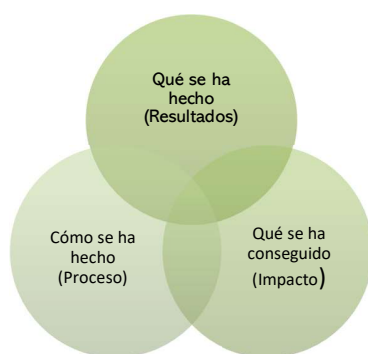 Qué se ha
hecho
(Resultados)
Cómo se ha
hecho
(Proceso)
Qué se ha
conseguido
(Impacto)